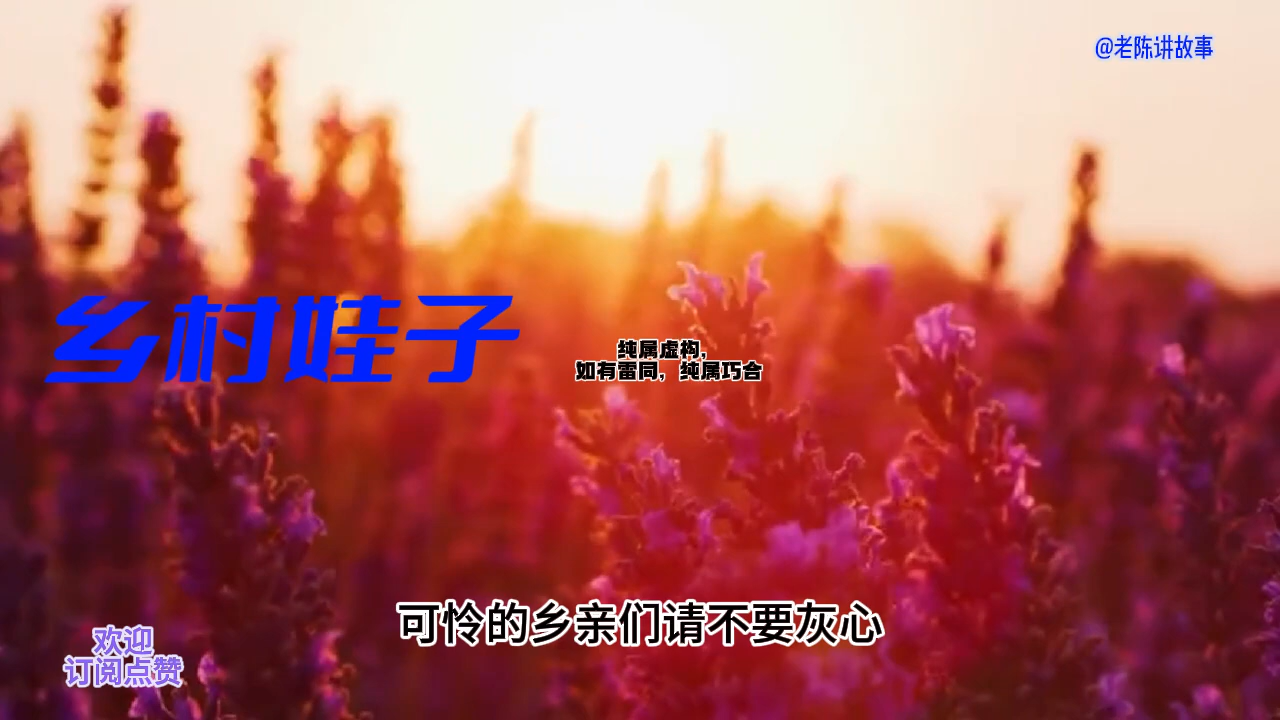 @老陈讲故事
乡村娃子
纯属虚构，
如有雷同，纯属巧合
可怜的乡亲们请不要灰心
欢迎
订阅点赞